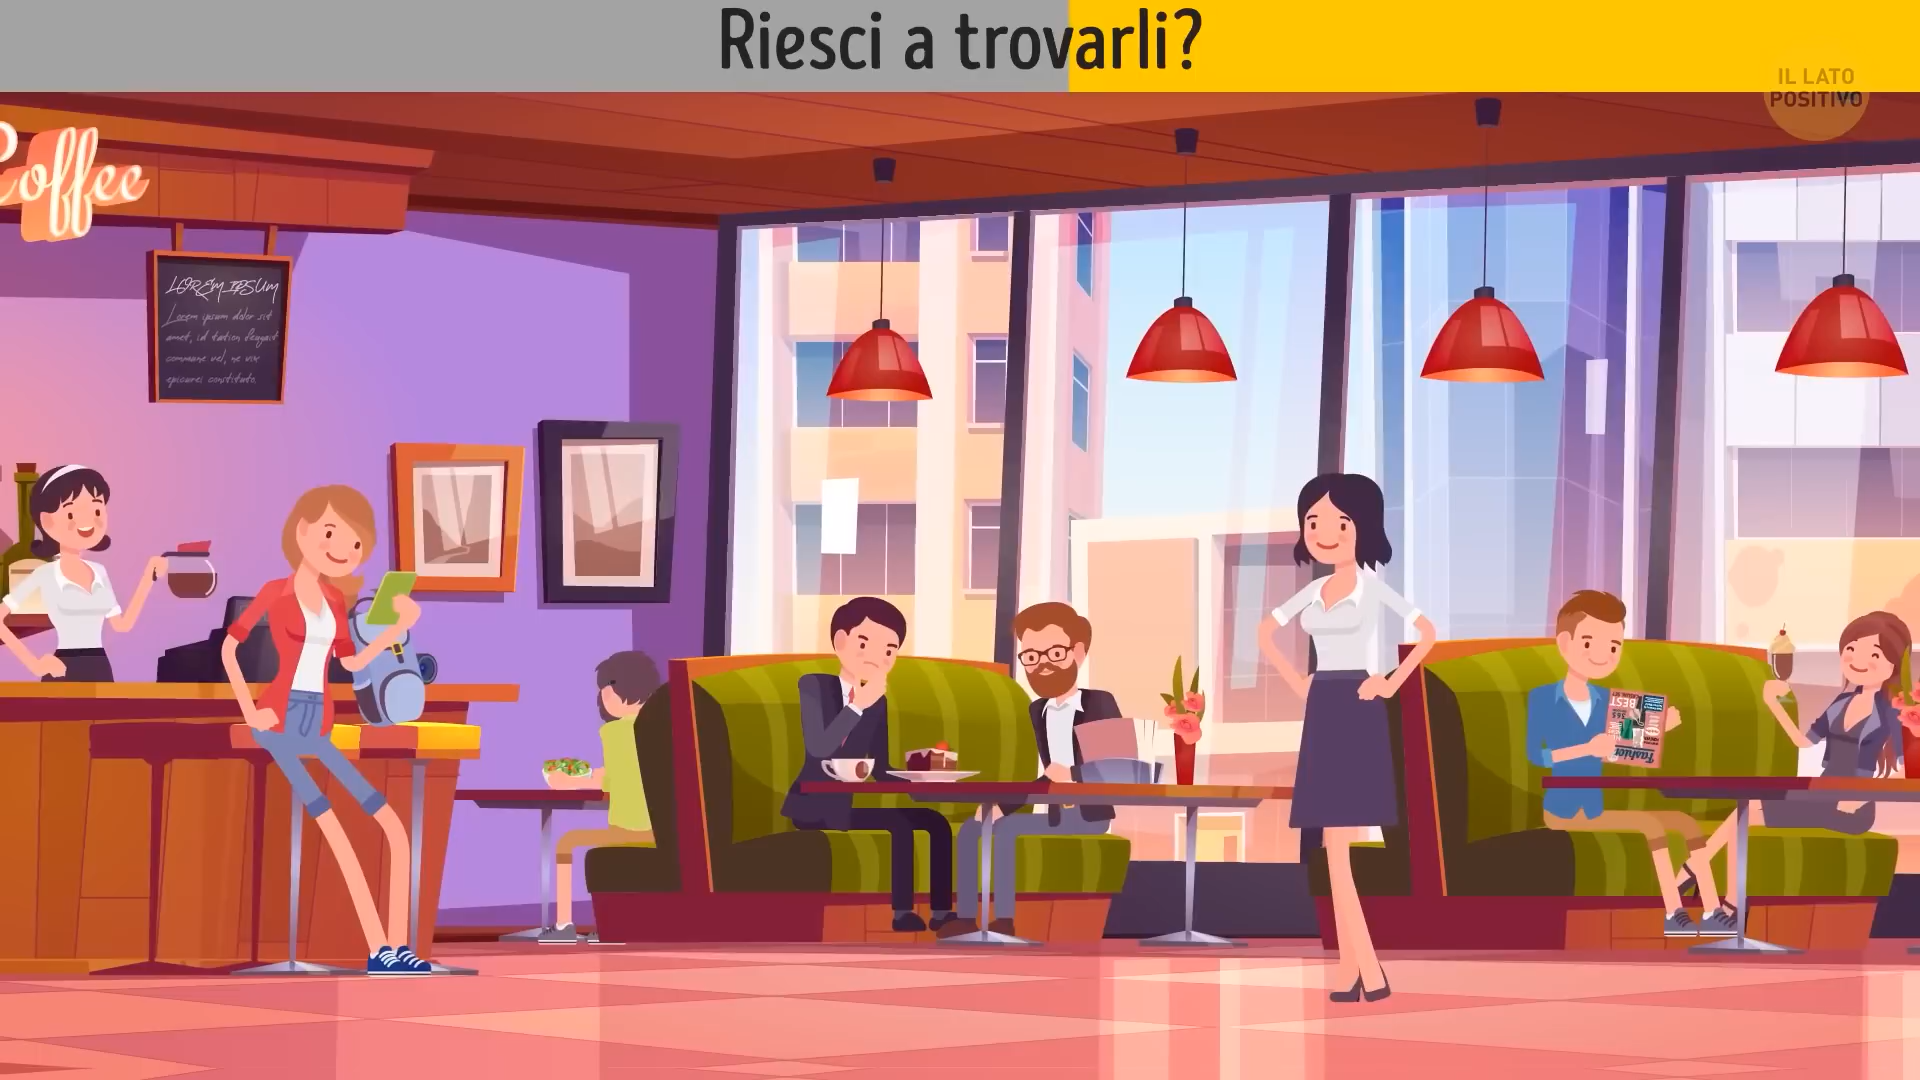 Riesci a trovarli?
IL LATO
POSITIVO
Coffee
LOREM IPSUM
Lorem ipsum dolor sit
amet, id tation feugait
commune vel, ne vix
epicurei constituto.
Fashion
BEST
365